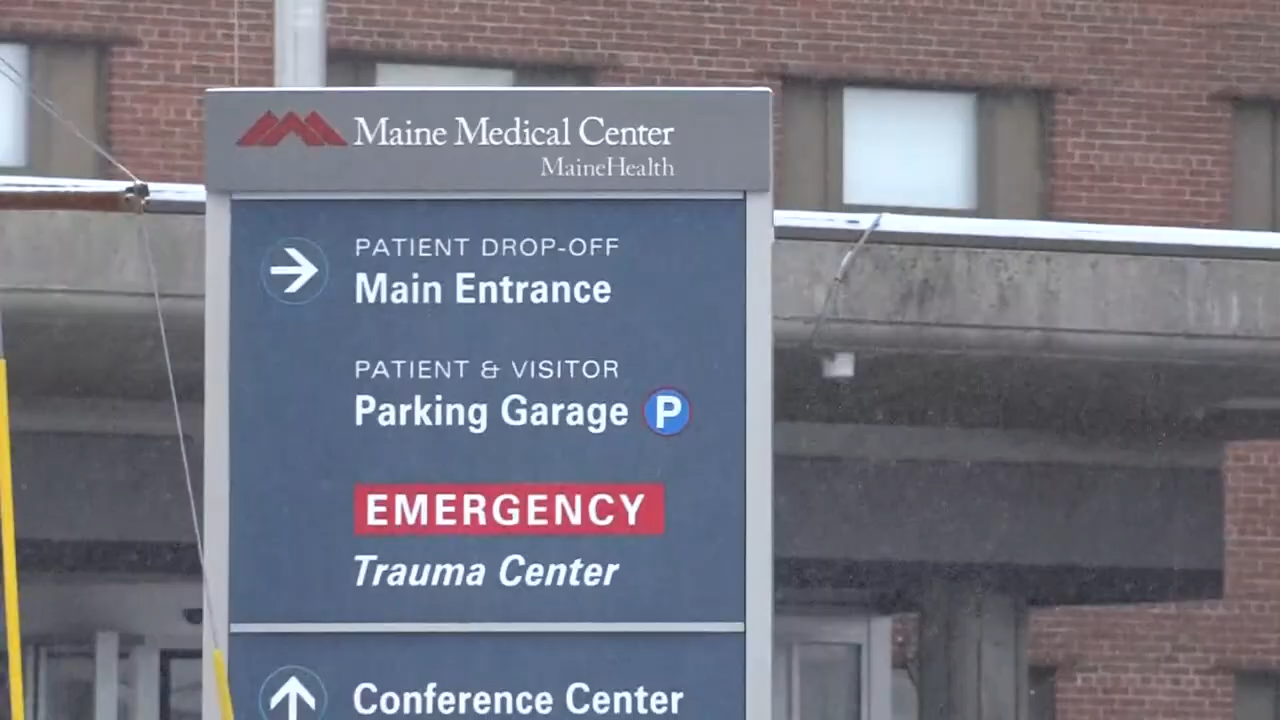 Maine Medical Center
MaineHealth
PATIENT DROP-OFF
Main Entrance
PATIENT & VISITOR
Parking Garage P
EMERGENCY
Trauma Center
Conference Center